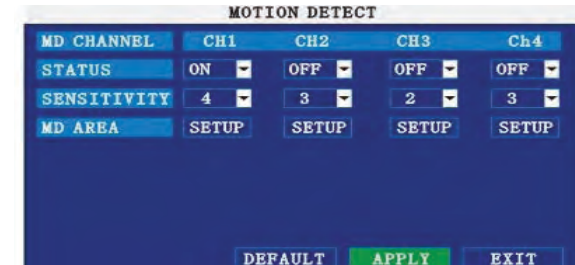 MOTION DETECT
MD CHANNEL CH1 CH2 CH3 Ch4
STATUS ON OFF OFF OFF
SENSITIVITY 4 3 2 3
MD AREA SETUP SETUP SETUP SETUP
DEFAULT APPLY EXIT